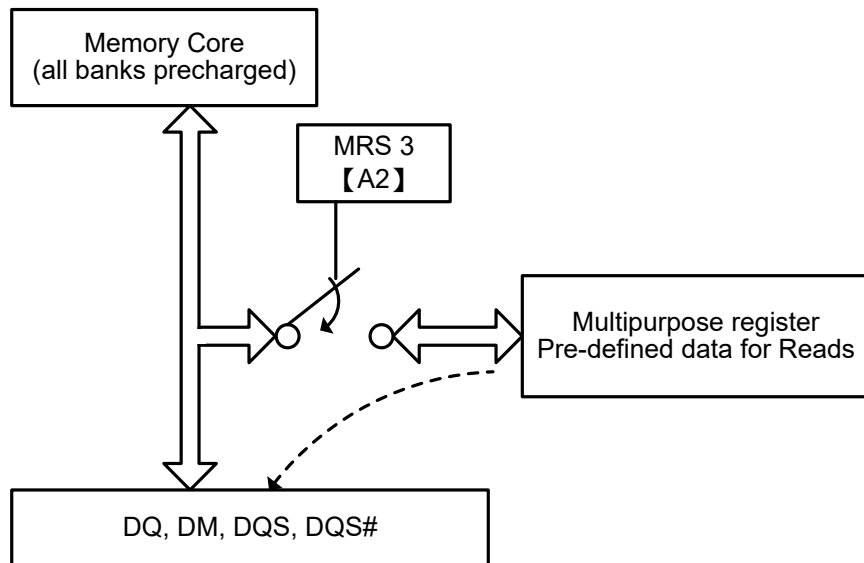 Memory Core
(all banks precharged)
MRS 3
【A2】
Multipurpose register
Pre-defined data for Reads
DQ, DM, DQS, DQS#